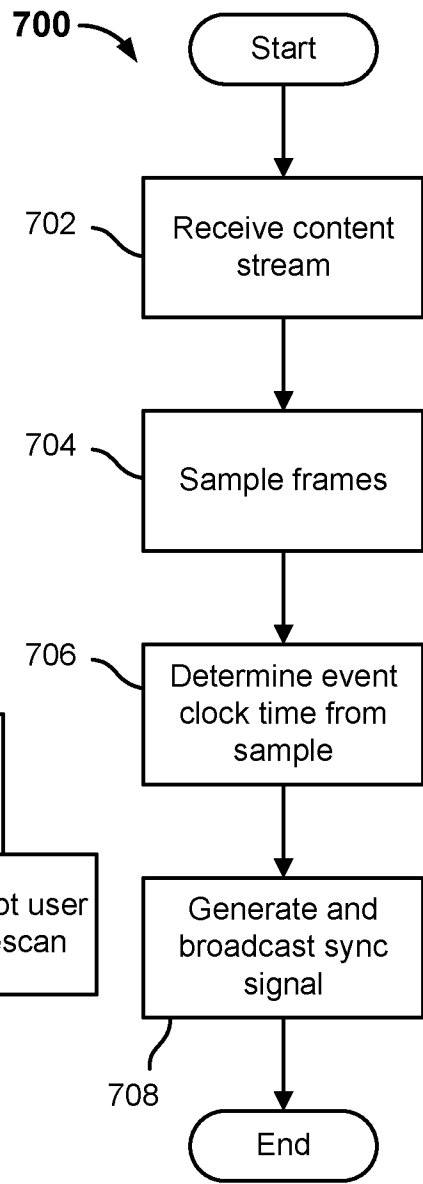 700
Start
702
Receive content
stream
704
Sample frames
706
Determine event
clock time from
sample
user
Generate and
broadcast sync
signal
708
End